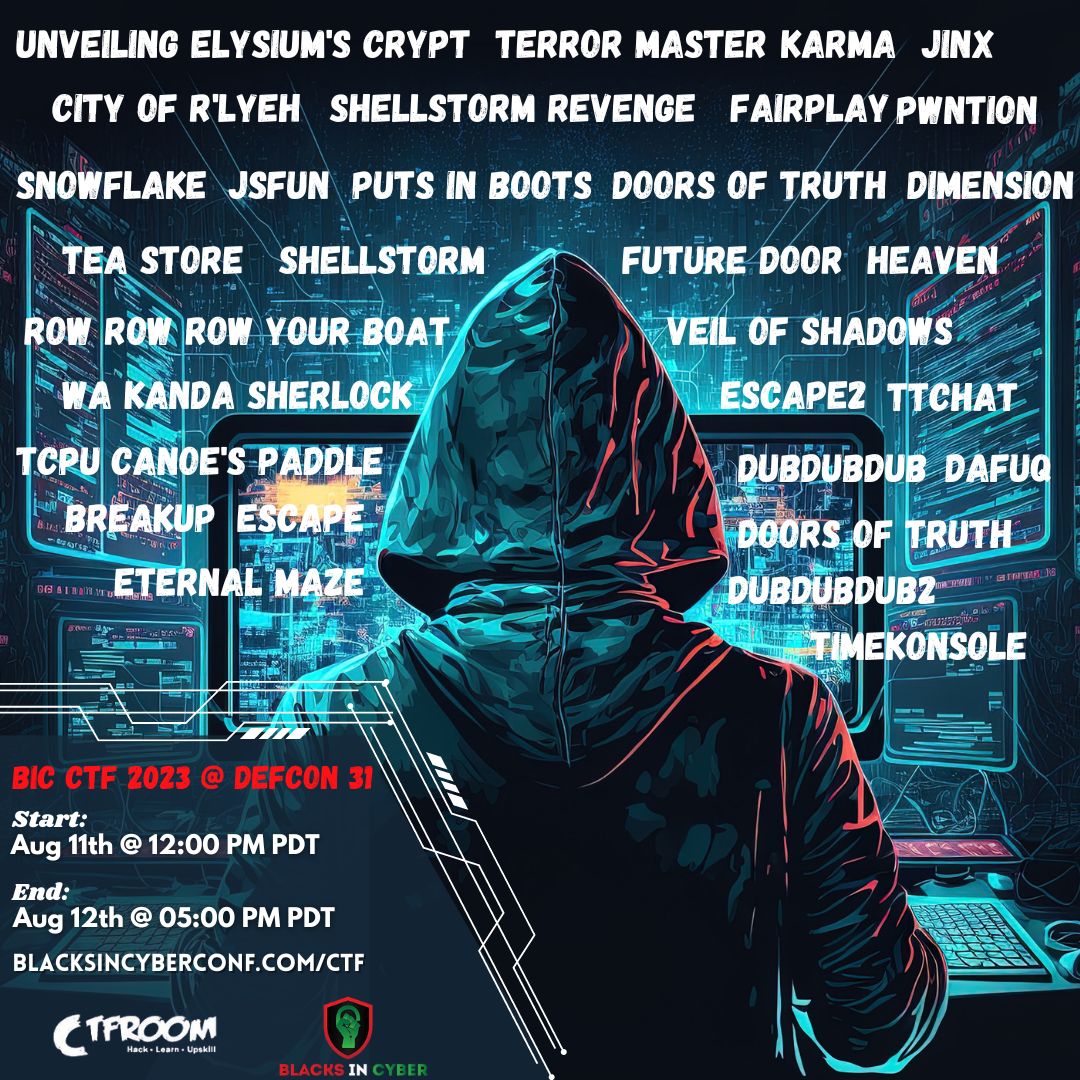 UNVEILING ELYSIUM'S CRYPT TERROR MASTER KARMA JINX
CITY OF R'LYEH SHELLSTORM REVENGE FAIRPLAY PWNTION
SNOWFLAKE JSFUN PUTS IN BOOTS DOORS OF TRUTH DIMENSION
TEA STORE SHELLSTORM FUTURE DOOR HEAVEN
ROW ROW ROW YOUR BOAT VEIL OF SHADOWS
WA KANDA SHERLOCK ESCAPE2 TTCHAT
TCPU CANOE'S PADDLE DUBDUBDUB DAFUQ
BREAKUP ESCAPE DOORS OF TRUTH
ETERNAL MAZE DUBDUBDUB2
TIMEKONSOLE
BIC CTF 2023 @ DEFCON 31
Start:
Aug 11th @ 12:00 PM PDT
End:
Aug 12th @ 05:00 PM PDT
BLACKSINCYBERCONF.COM/CTF
CTFROOM
Hack • Learn • Upskill
BLACKS IN CYBER